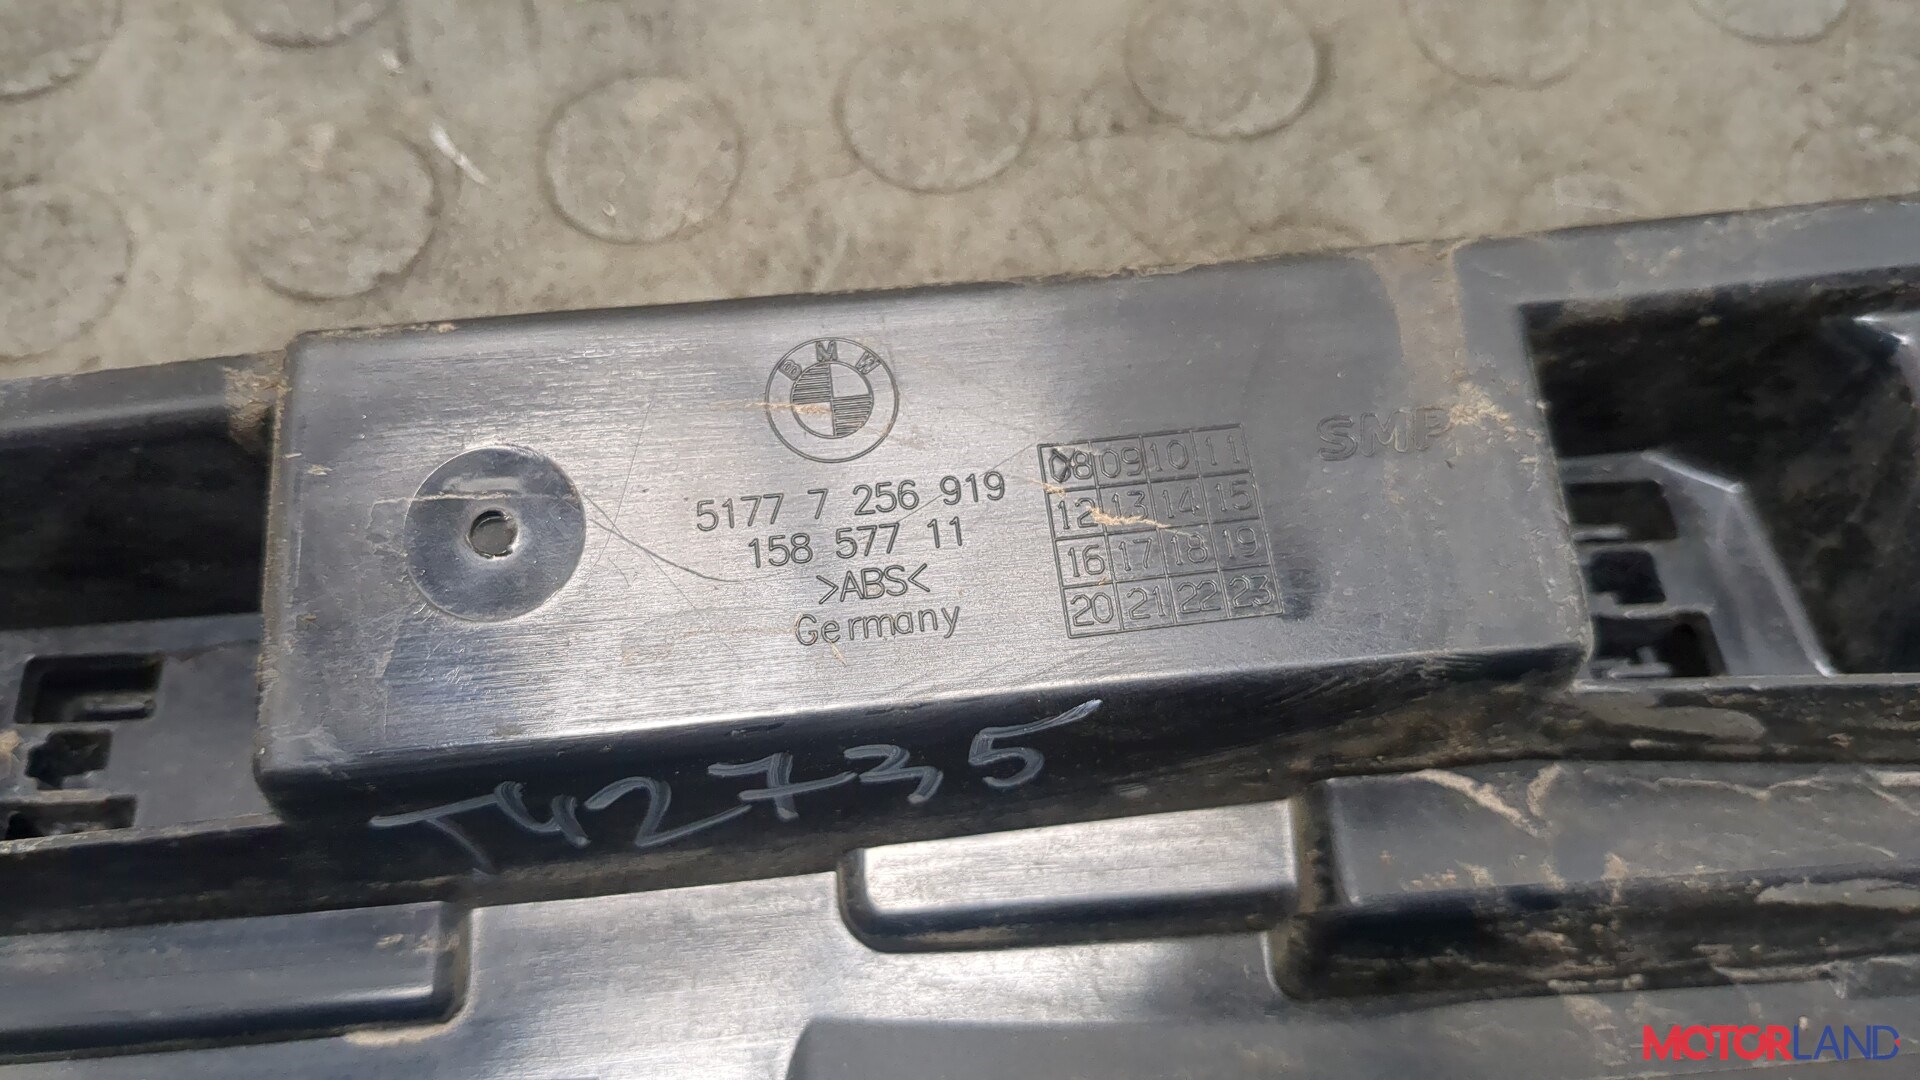 BMW
5177 7 256 919
158 577 11
>ABS<
Germany
08 09 10 11
12 13 14 15
16 17 18 19
20 21 22 23
SMP
T42735
MOTORLAND